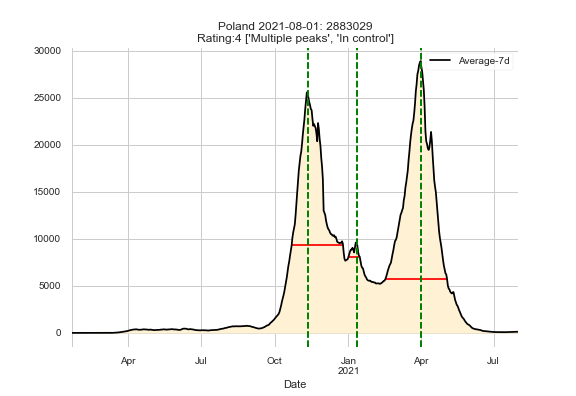 Poland 2021-08-01: 2883029
Rating:4 ['Multiple peaks', 'In control']
30000
25000
20000
15000
10000
5000
0
Average-7d
Apr
Jul
Oct
Jan
2021
Apr
Jul
Date